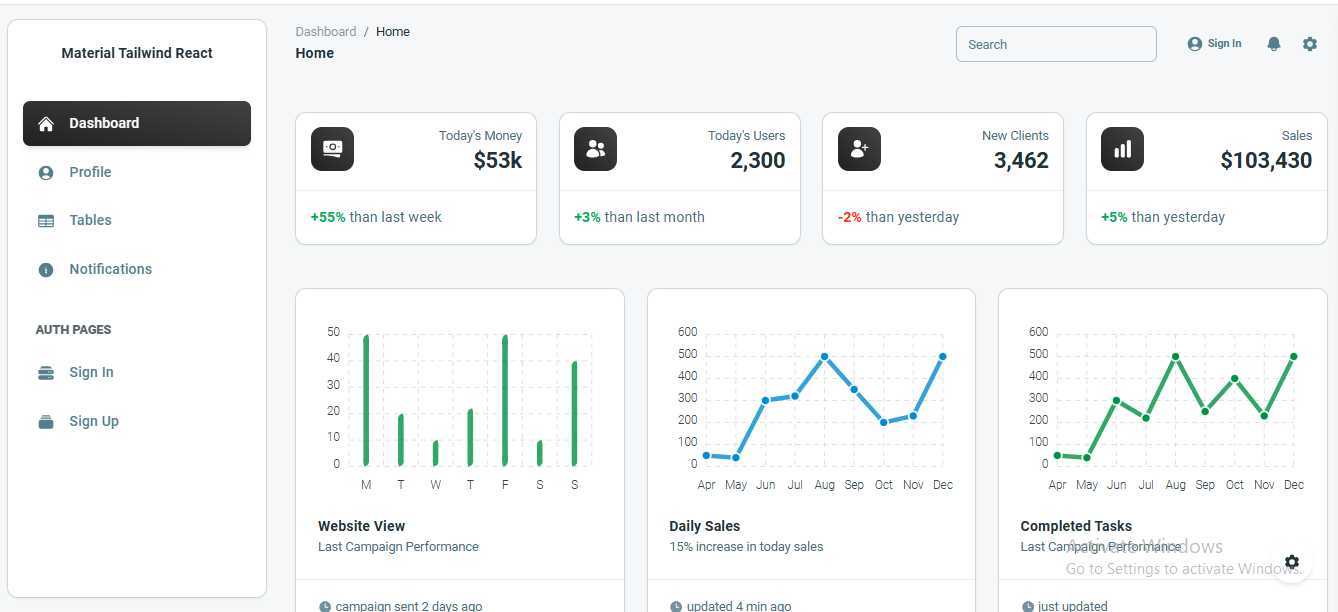 Material Tailwind React
Dashboard
Profile
Tables
Notifications
AUTH PAGES
Sign In
Sign Up
Dashboard / Home
Home
Search
Sign In
Today's Money
$53k
+55% than last week
Today's Users
2,300
+3% than last month
New Clients
3,462
-2% than yesterday
Sales
$103,430
+5% than yesterday
50
40
30
20
10
0
M T W T F S S
Website View
Last Campaign Performance
campaign sent 2 days ago
600
500
400
300
200
100
0
Apr May Jun Jul Aug Sep Oct Nov Dec
Daily Sales
15% increase in today sales
updated 4 min ago
600
500
400
300
200
100
0
Apr May Jun Jul Aug Sep Oct Nov Dec
Completed Tasks
Last Campaign Performance
just updated
Activate Windows
Go to Settings to activate Windows.